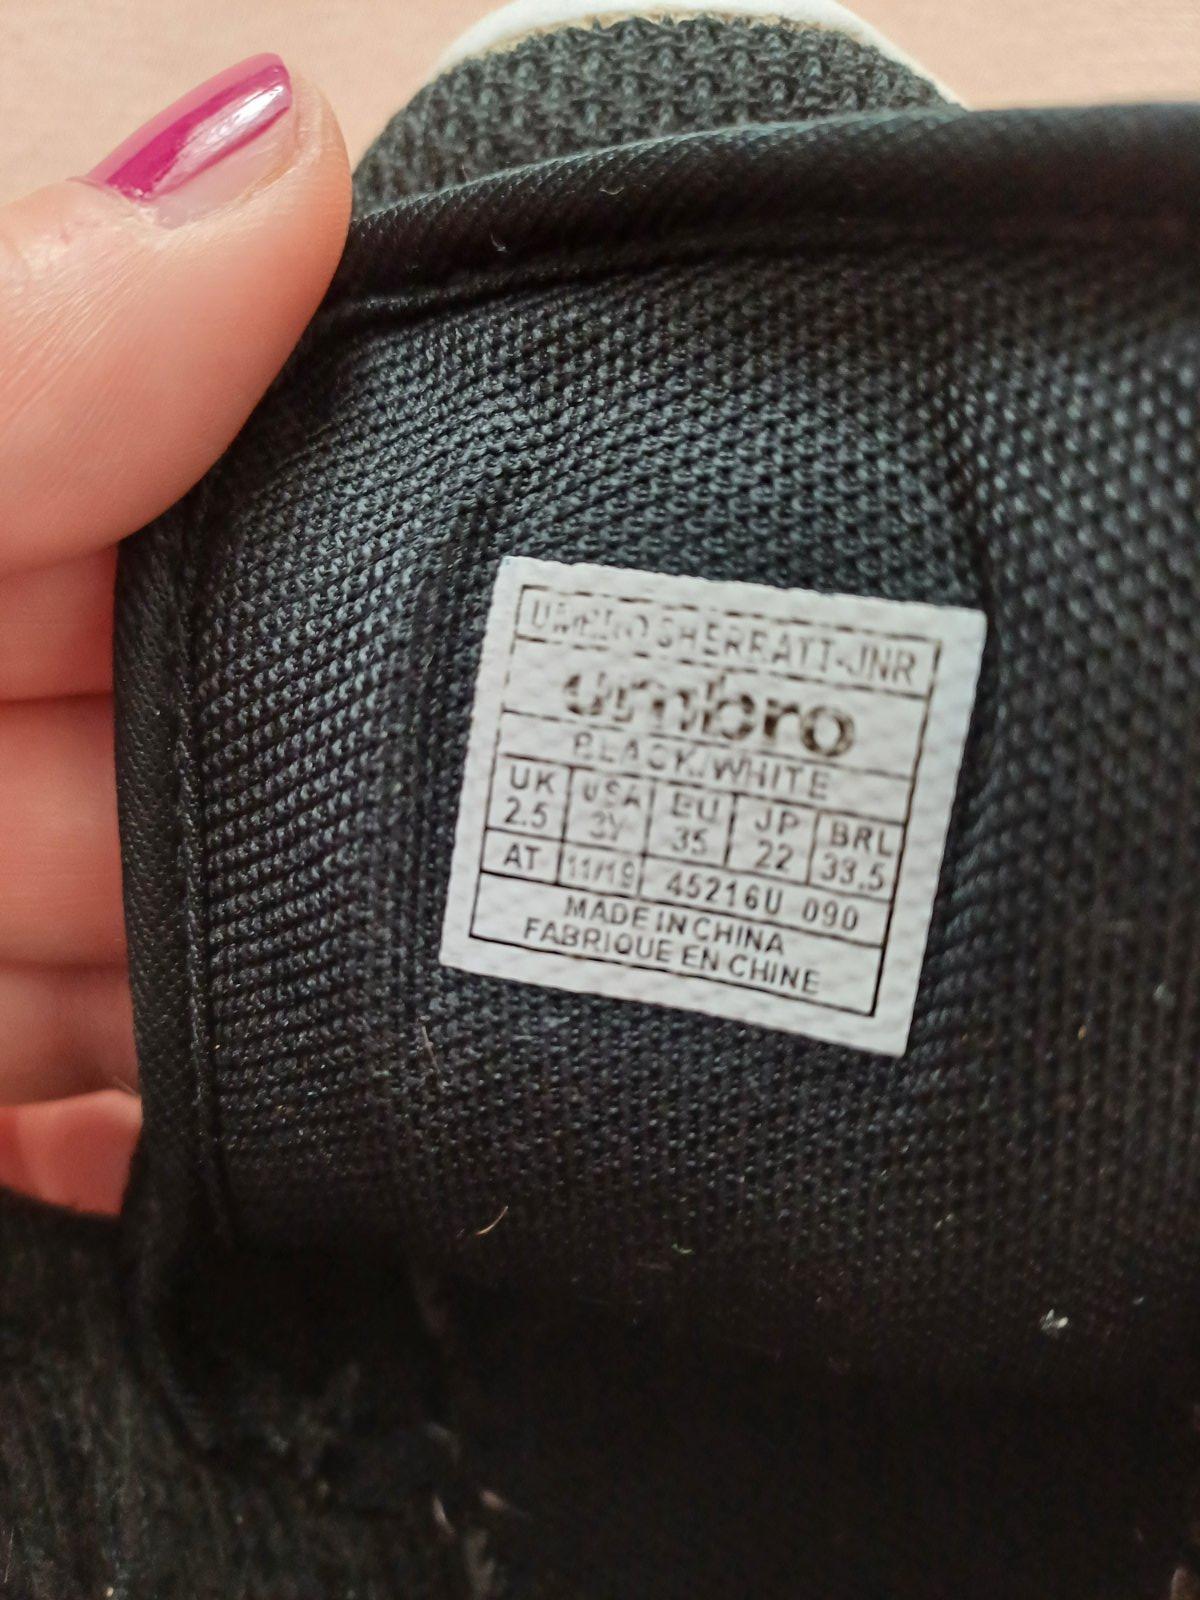 UMBRO SHERRATT-JNR
umbro
BLACK/WHITE
UK USA EU JP BRL
2.5 3Y 35 22 33.5
AT 11/19 45216U 090
MADE IN CHINA
FABRIQUE EN CHINE